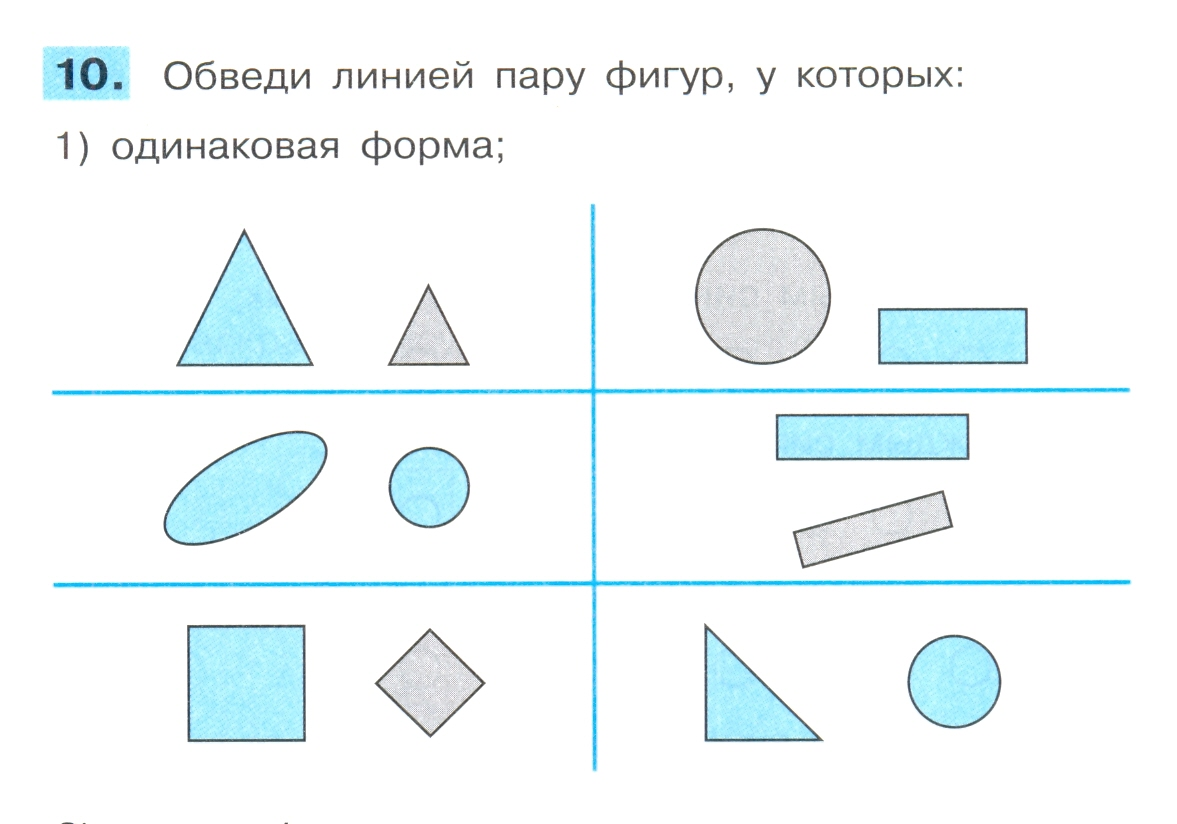 10. Обведи линией пару фигур, у которых:
1) одинаковая форма;